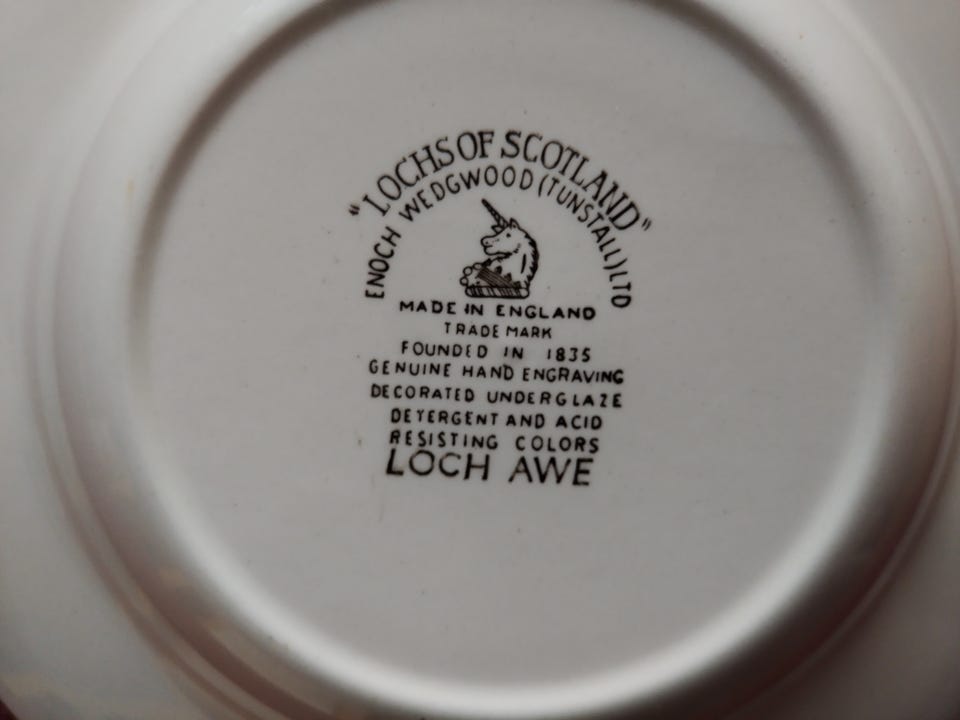 "LOCHS OF SCOTLAND"
ENOCH WEDGWOOD (TUNSTALL) LTD
MADE IN ENGLAND
TRADE MARK
FOUNDED IN 1835
GENUINE HAND ENGRAVING
DECORATED UNDERGLAZE
DETERGENT AND ACID
RESISTING COLORS
LOCH AWE